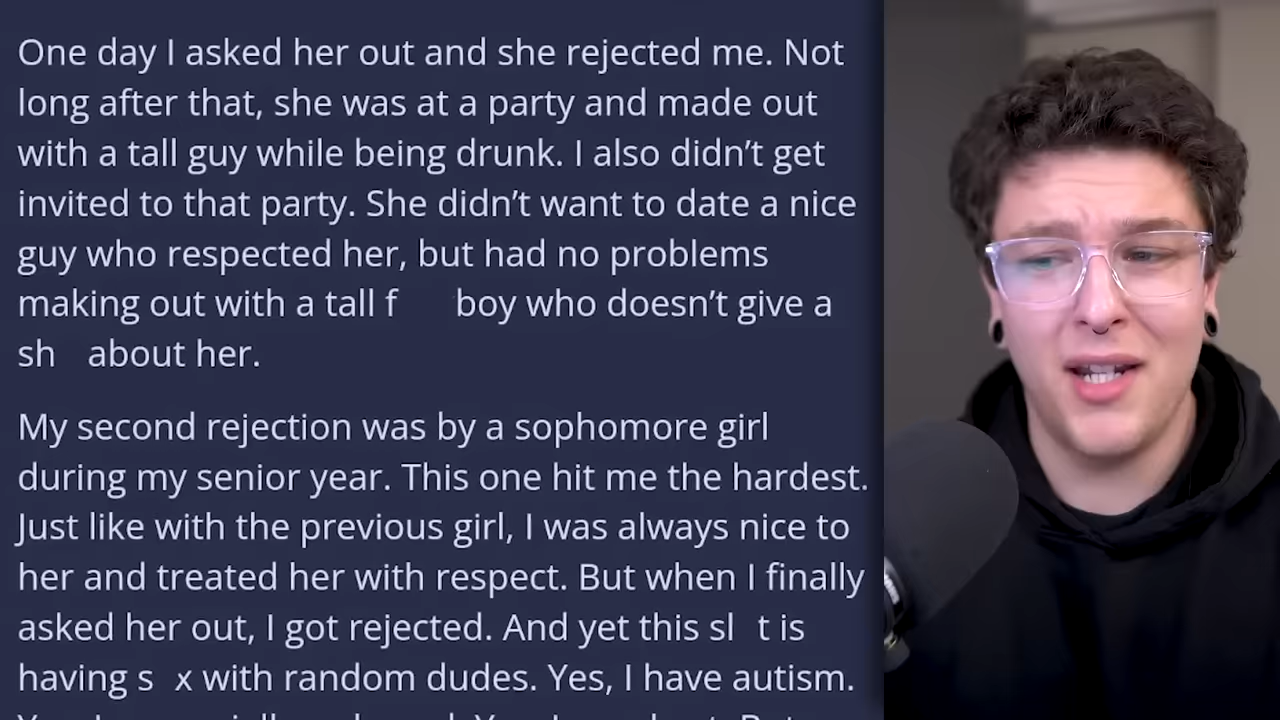 One day I asked her out and she rejected me. Not
long after that, she was at a party and made out
with a tall guy while being drunk. I also didn’t get
invited to that party. She didn’t want to date a nice
guy who respected her, but had no problems
making out with a tall f boy who doesn’t give a
sh about her.
My second rejection was by a sophomore girl
during my senior year. This one hit me the hardest.
Just like with the previous girl, I was always nice to
her and treated her with respect. But when I finally
asked her out, I got rejected. And yet this sl t is
having s x with random dudes. Yes, I have autism.